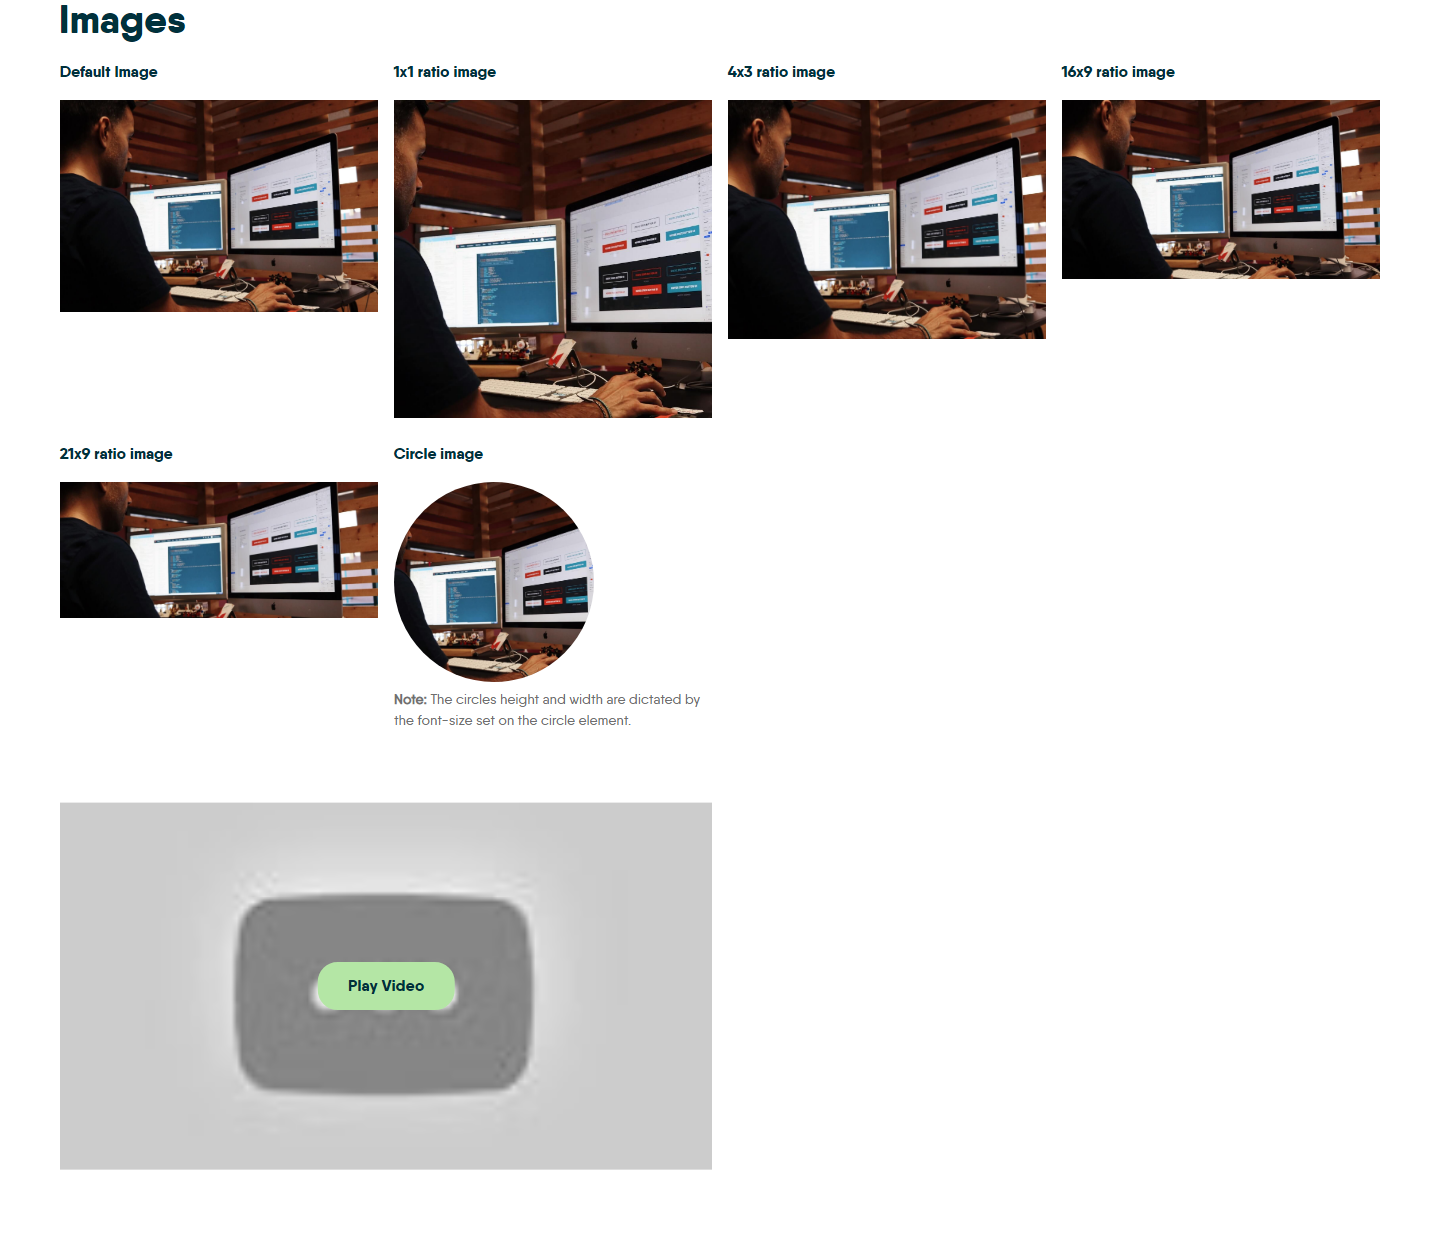 Images
Default Image
1x1 ratio image
4x3 ratio image
16x9 ratio image
21x9 ratio image
Circle image
Note: The circles height and width are dictated by
the font-size set on the circle element.
Play Video